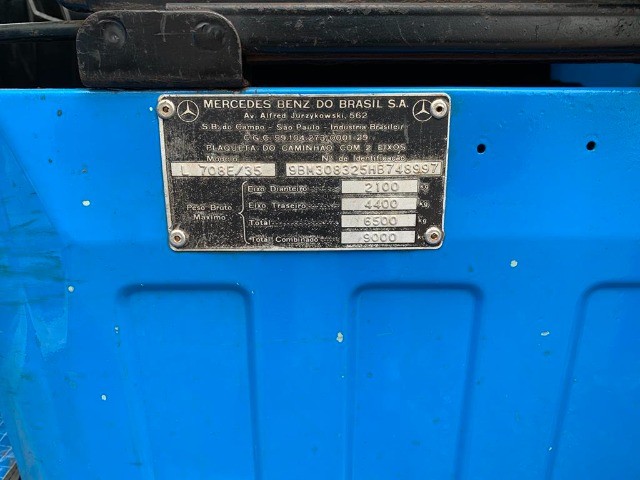 MERCEDES BENZ DO BRASIL S.A.
Av. Alfred Jurzykowski, 562
S.B. do Campo - São Paulo - Indústria Brasileira
C.G.C. 59.104.273/0001-29
PLAQUETA DO CAMINHÃO COM 2 EIXOS
Modelo Nº de Identificação
L 708E/35 9BM308325HB748997
Peso Bruto Máximo
Eixo Dianteiro 2100 kg
Eixo Traseiro 4400 kg
Total 6500 kg
Total Combinado 9000 kg